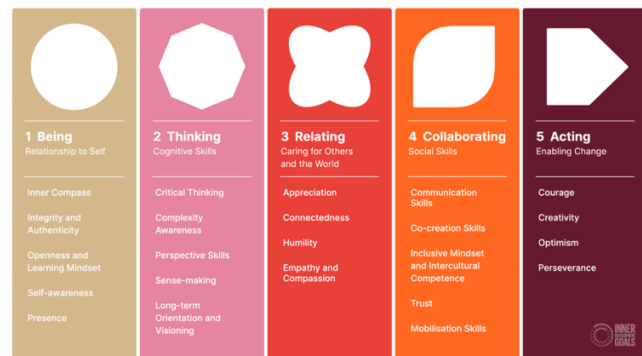 1 Being
Relationship to Self
Inner Compass
Integrity and
Authenticity
Openness and
Learning Mindset
Self-awareness
Presence
2 Thinking
Cognitive Skills
Critical Thinking
Complexity
Awareness
Perspective Skills
Sense-making
Long-term
Orientation and
Visioning
3 Relating
Caring for Others
and the World
Appreciation
Connectedness
Humility
Empathy and
Compassion
4 Collaborating
Social Skills
Communication
Skills
Co-creation Skills
Inclusive Mindset
and Intercultural
Competence
Trust
Mobilisation Skills
5 Acting
Enabling Change
Courage
Creativity
Optimism
Perseverance
INNER
DEVELOPMENT
GOALS